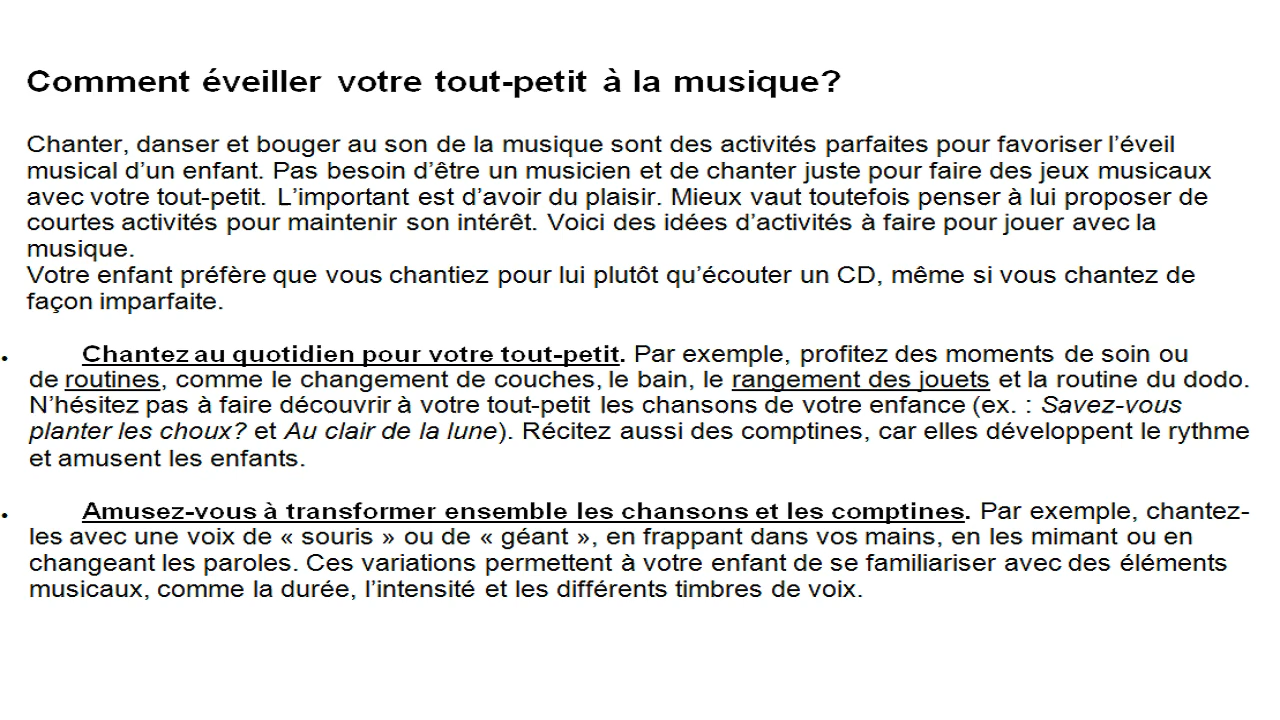 Comment éveiller votre tout-petit à la musique?
Chanter, danser et bouger au son de la musique sont des activités parfaites pour favoriser l’éveil
musical d’un enfant. Pas besoin d’être un musicien et de chanter juste pour faire des jeux musicaux
avec votre tout-petit. L’important est d’avoir du plaisir. Mieux vaut toutefois penser à lui proposer de
courtes activités pour maintenir son intérêt. Voici des idées d’activités à faire pour jouer avec la
musique.
Votre enfant préfère que vous chantiez pour lui plutôt qu’écouter un CD, même si vous chantez de
façon imparfaite.
• Chantez au quotidien pour votre tout-petit. Par exemple, profitez des moments de soin ou
de routines, comme le changement de couches, le bain, le rangement des jouets et la routine du dodo.
N’hésitez pas à faire découvrir à votre tout-petit les chansons de votre enfance (ex. : Savez-vous
planter les choux? et Au clair de la lune). Récitez aussi des comptines, car elles développent le rythme
et amusent les enfants.
• Amusez-vous à transformer ensemble les chansons et les comptines. Par exemple, chantez-
les avec une voix de « souris » ou de « géant », en frappant dans vos mains, en les mimant ou en
changeant les paroles. Ces variations permettent à votre enfant de se familiariser avec des éléments
musicaux, comme la durée, l’intensité et les différents timbres de voix.